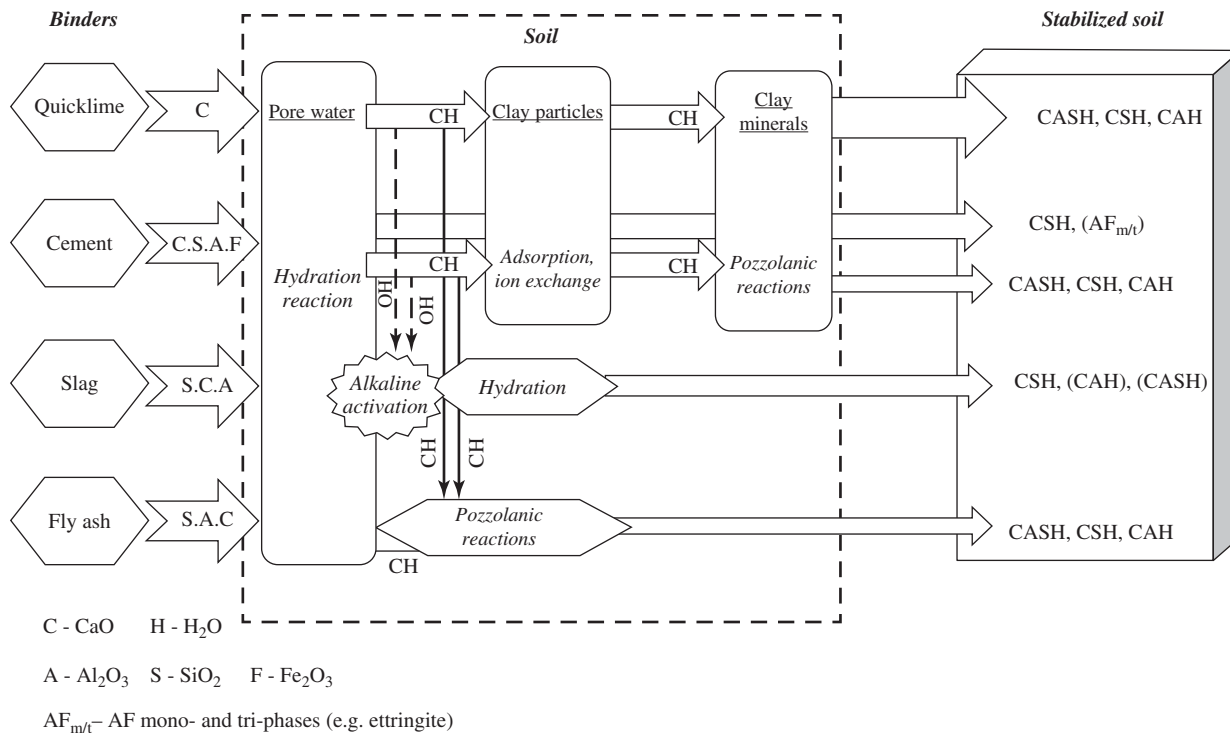 Binders
Soil
Stabilized soil
Quicklime
C
Pore water
CH
Clay particles
CH
Clay
minerals
CASH, CSH, CAH
Cement
C.S.A.F
Hydration
reaction
CH
Adsorption,
ion exchange
CH
Pozzolanic
reactions
CSH, (AFm/t)
CASH, CSH, CAH
OH
OH
Slag
S.C.A
Alkaline
activation
Hydration
CSH, (CAH), (CASH)
CH
CH
Fly ash
S.A.C
Pozzolanic
reactions
CH
CASH, CSH, CAH
C - CaO H - H₂O
A - Al₂O₃ S - SiO₂ F - Fe₂O₃
AFm/t– AF mono- and tri-phases (e.g. ettringite)